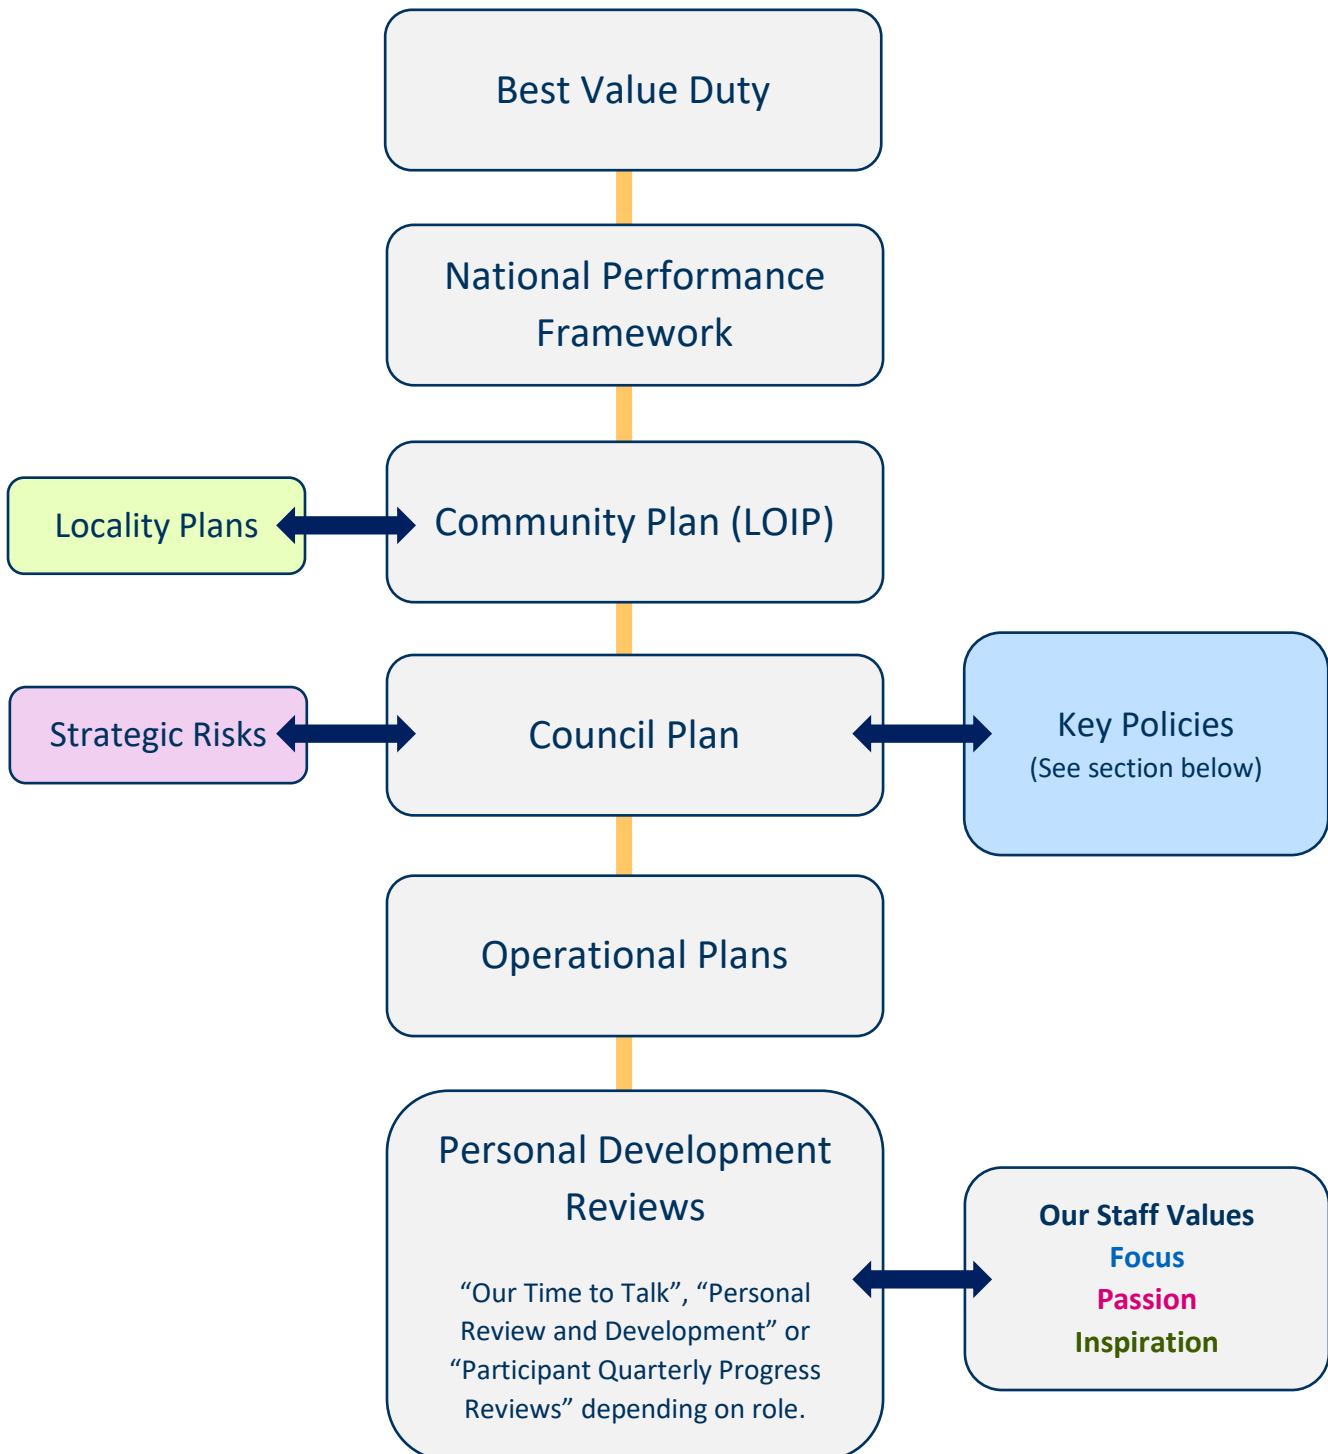 Best Value Duty
National Performance
Framework
Locality Plans
Community Plan (LOIP)
Strategic Risks
Council Plan
Key Policies
(See section below)
Operational Plans
Personal Development
Reviews
“Our Time to Talk”, “Personal
Review and Development” or
“Participant Quarterly Progress
Reviews” depending on role.
Our Staff Values
Focus
Passion
Inspiration